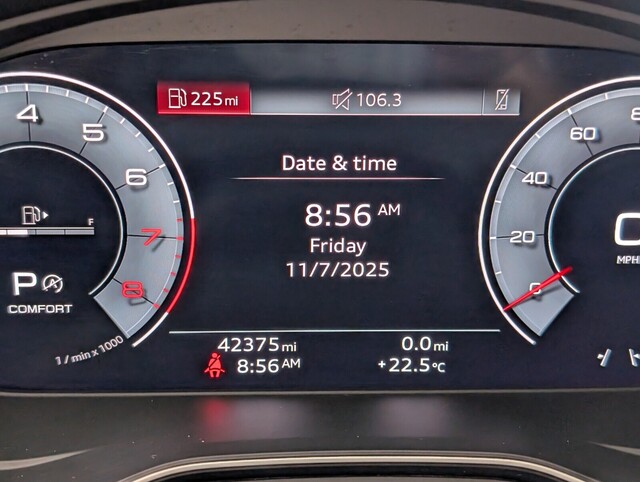 225 mi
106.3
Date & time
8:56 AM
Friday
11/7/2025
4
5
6
7
8
1 / min x 1000
F
P A
COMFORT
60
40
20
0
MPH
42375 mi
0.0 mi
8:56 AM
+22.5 °C